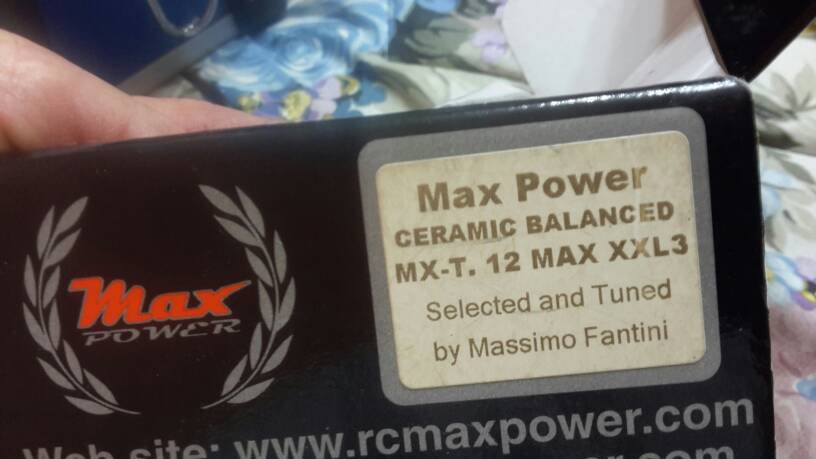 Max
POWER
Max Power
CERAMIC BALANCED
MX-T. 12 MAX XXL3
Selected and Tuned
by Massimo Fantini
Web site: www.rcmaxpower.com